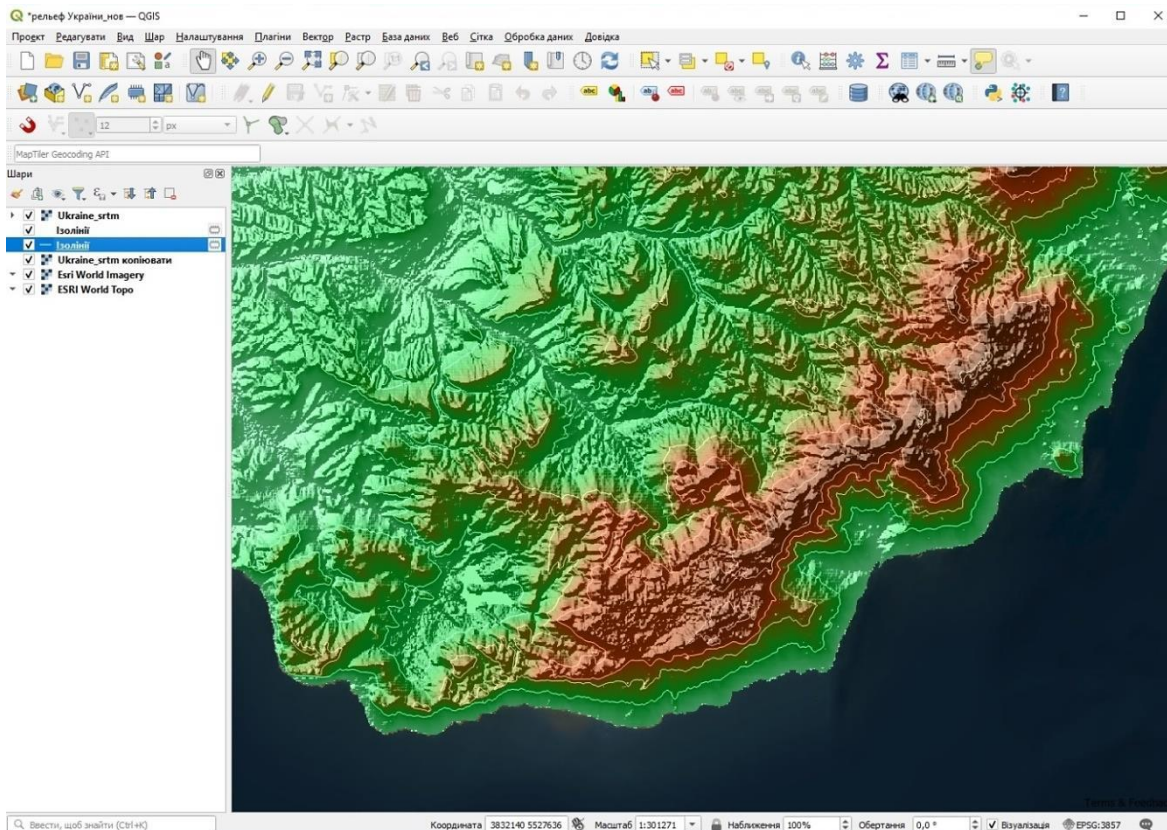 *рельеф України_нов — QGIS
Проєкт Редагувати Вид Шар Налаштування Плагіни Вектор Растр База даних Веб Сітка Обробка даних Довідка
12 px
MapTiler Geocoding API
Шари
Ukraine_srtm
Ізолінії
Ізолінії
Ukraine_srtm копіювати
Esri World Imagery
ESRI World Topo
Terms &
Ввести, щоб знайти (Ctrl+K) Координата 3832140 5527636 Масштаб 1:301271 Наближення 100% Обертання 0,0 ° Візуалізація EPSG:3857